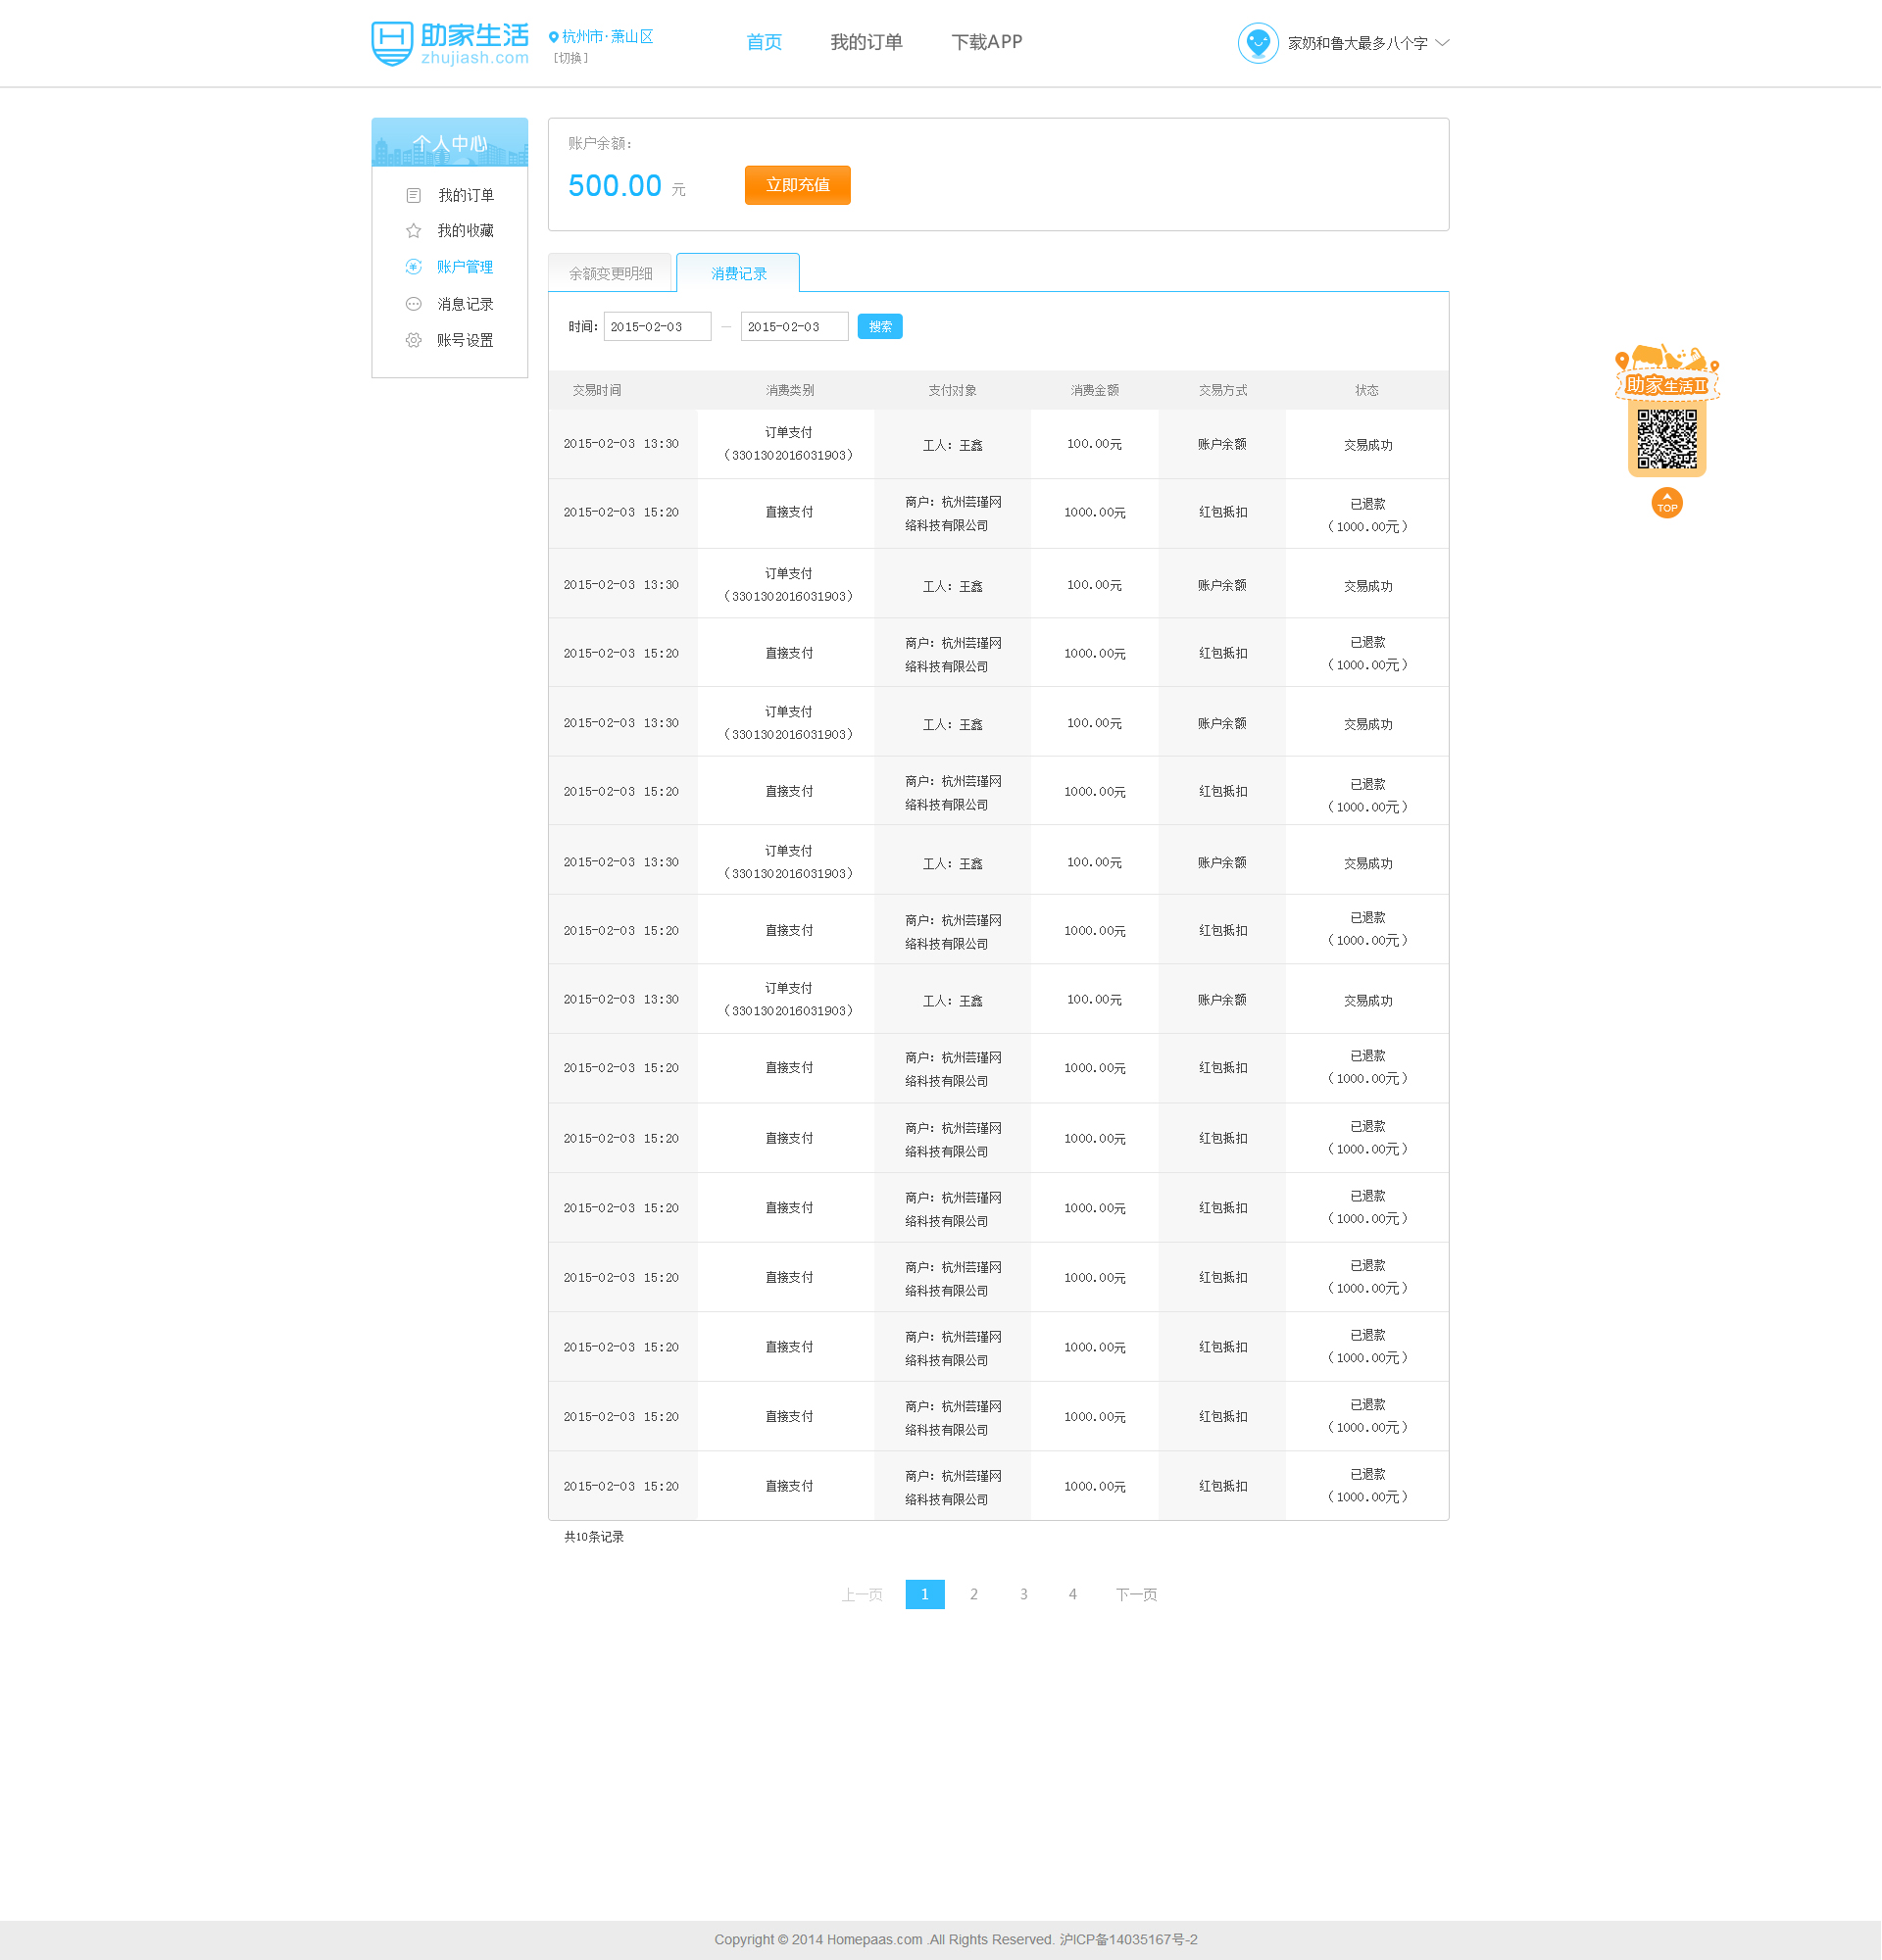 助家生活
zhujiash.com
杭州市·萧山区
[切换]
首页
我的订单
下载APP
家奶和鲁大最多八个字
个人中心
我的订单
我的收藏
账户管理
消息记录
账号设置
账户余额：
500.00 元
立即充值
余额变更明细
消费记录
时间： 2015-02-03 — 2015-02-03 搜索
交易时间 消费类别 支付对象 消费金额 交易方式 状态
2015-02-03 13:30 订单支付 工人：王鑫 100.00元 账户余额 交易成功
（3301302016031903）
2015-02-03 15:20 直接支付 商户：杭州芸瑾网 1000.00元 红包抵扣 已退款
络科技有限公司 （1000.00元）
2015-02-03 13:30 订单支付 工人：王鑫 100.00元 账户余额 交易成功
（3301302016031903）
2015-02-03 15:20 直接支付 商户：杭州芸瑾网 1000.00元 红包抵扣 已退款
络科技有限公司 （1000.00元）
2015-02-03 13:30 订单支付 工人：王鑫 100.00元 账户余额 交易成功
（3301302016031903）
2015-02-03 15:20 直接支付 商户：杭州芸瑾网 1000.00元 红包抵扣 已退款
络科技有限公司 （1000.00元）
2015-02-03 13:30 订单支付 工人：王鑫 100.00元 账户余额 交易成功
（3301302016031903）
2015-02-03 15:20 直接支付 商户：杭州芸瑾网 1000.00元 红包抵扣 已退款
络科技有限公司 （1000.00元）
2015-02-03 13:30 订单支付 工人：王鑫 100.00元 账户余额 交易成功
（3301302016031903）
2015-02-03 15:20 直接支付 商户：杭州芸瑾网 1000.00元 红包抵扣 已退款
络科技有限公司 （1000.00元）
2015-02-03 15:20 直接支付 商户：杭州芸瑾网 1000.00元 红包抵扣 已退款
络科技有限公司 （1000.00元）
2015-02-03 15:20 直接支付 商户：杭州芸瑾网 1000.00元 红包抵扣 已退款
络科技有限公司 （1000.00元）
2015-02-03 15:20 直接支付 商户：杭州芸瑾网 1000.00元 红包抵扣 已退款
络科技有限公司 （1000.00元）
2015-02-03 15:20 直接支付 商户：杭州芸瑾网 1000.00元 红包抵扣 已退款
络科技有限公司 （1000.00元）
2015-02-03 15:20 直接支付 商户：杭州芸瑾网 1000.00元 红包抵扣 已退款
络科技有限公司 （1000.00元）
2015-02-03 15:20 直接支付 商户：杭州芸瑾网 1000.00元 红包抵扣 已退款
络科技有限公司 （1000.00元）
共10条记录
上一页 1 2 3 4 下一页
助家生活II
TOP
Copyright © 2014 Homepaas.com .All Rights Reserved. 沪ICP备14035167号-2